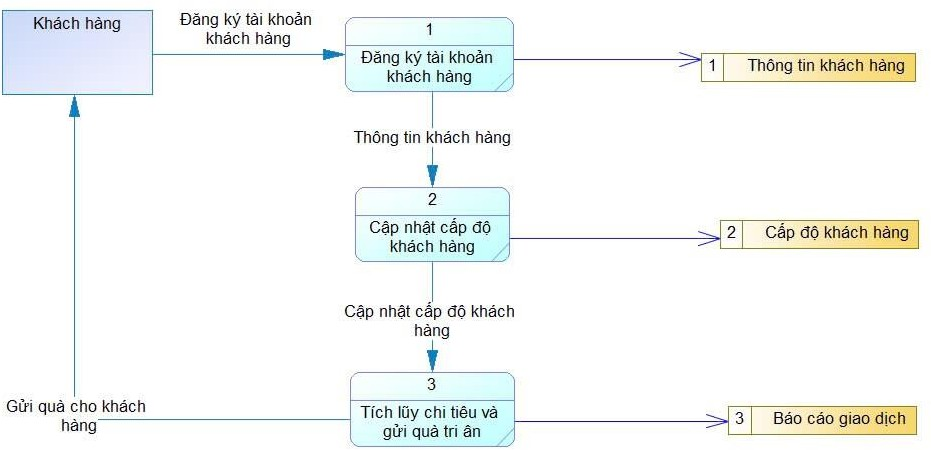 Khách hàng
Đăng ký tài khoản
khách hàng
1
Đăng ký tài khoản
khách hàng
1 Thông tin khách hàng
Thông tin khách hàng
2
Cập nhật cấp độ
khách hàng
2 Cấp độ khách hàng
Cập nhật cấp độ khách
hàng
3
Tích lũy chi tiêu và
gửi quà tri ân
3 Báo cáo giao dịch
Gửi quà cho khách
hàng